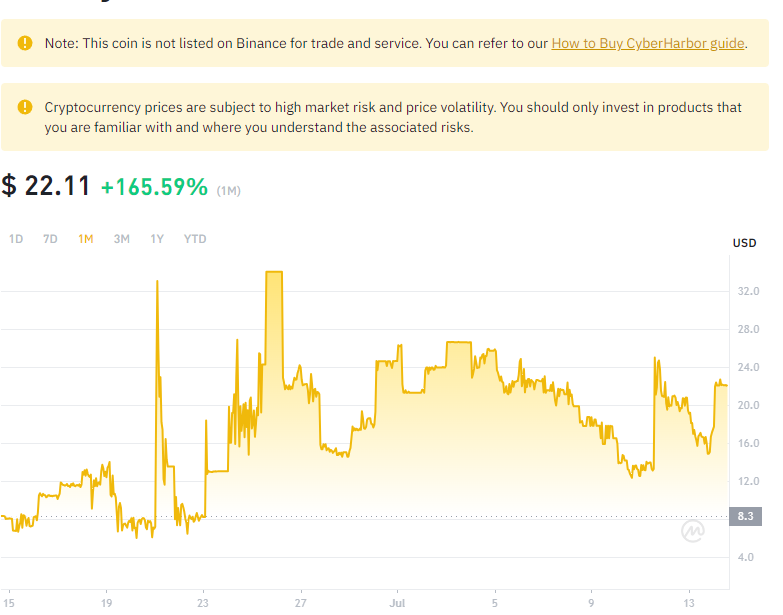 Note: This coin is not listed on Binance for trade and service. You can refer to our How to Buy CyberHarbor guide.
Cryptocurrency prices are subject to high market risk and price volatility. You should only invest in products that
you are familiar with and where you understand the associated risks.
$ 22.11 +165.59% (1M)
1D 7D 1M 3M 1Y YTD
USD
32.0
28.0
24.0
20.0
16.0
12.0
8.3
4.0
15 19 23 27 Jul 5 9 13